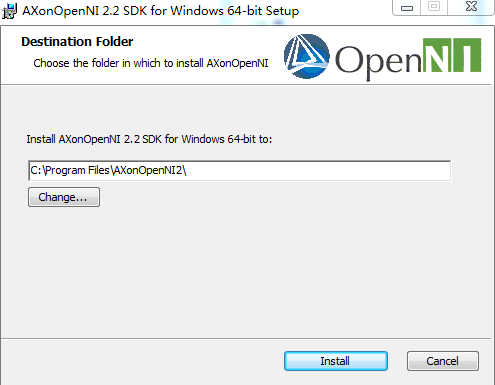 AXonOpenNI 2.2 SDK for Windows 64-bit Setup
Destination Folder
Choose the folder in which to install AXonOpenNI
OpenNI
Install AXonOpenNI 2.2 SDK for Windows 64-bit to:
C:\Program Files\AXonOpenNI2\
Change...
Install
Cancel